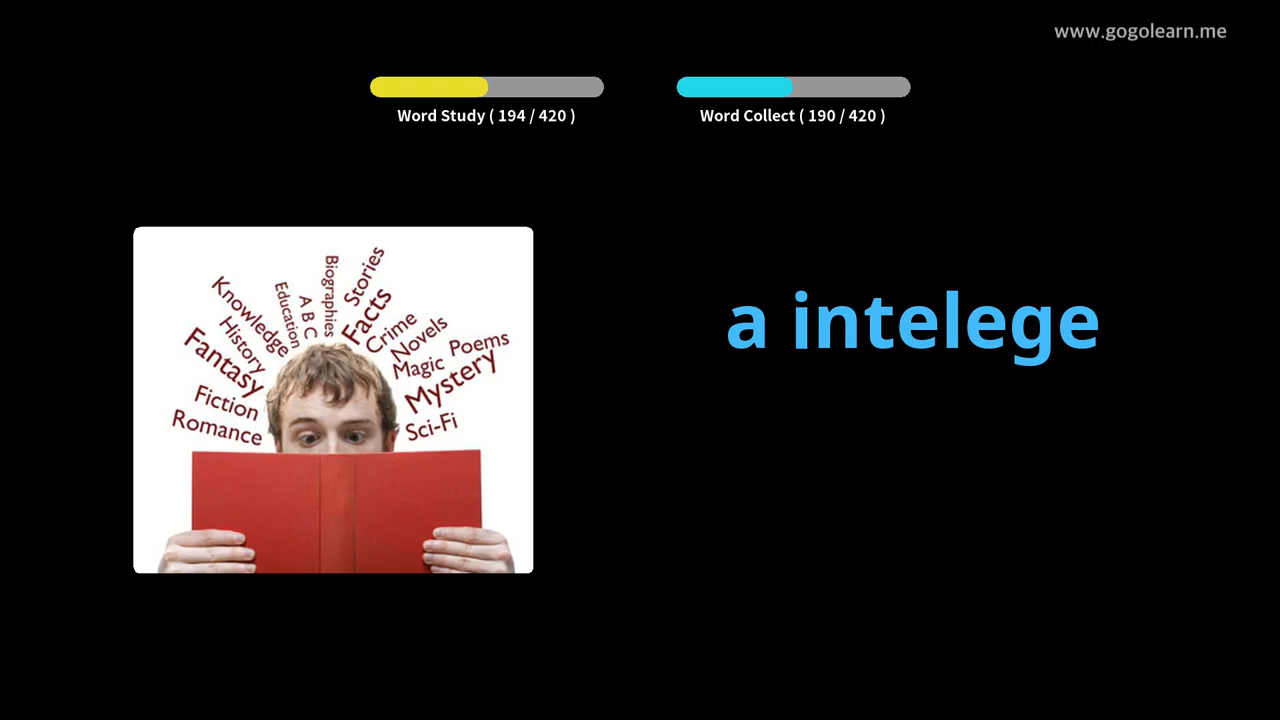 www.gogolearn.me
Word Study ( 194 / 420 )
Word Collect ( 190 / 420 )
a intelege
Knowledge
History
Fantasy
Fiction
Romance
Education
A B C
Biographies
Stories
Facts
Crime
Novels
Magic
Poems
Mystery
Sci-Fi